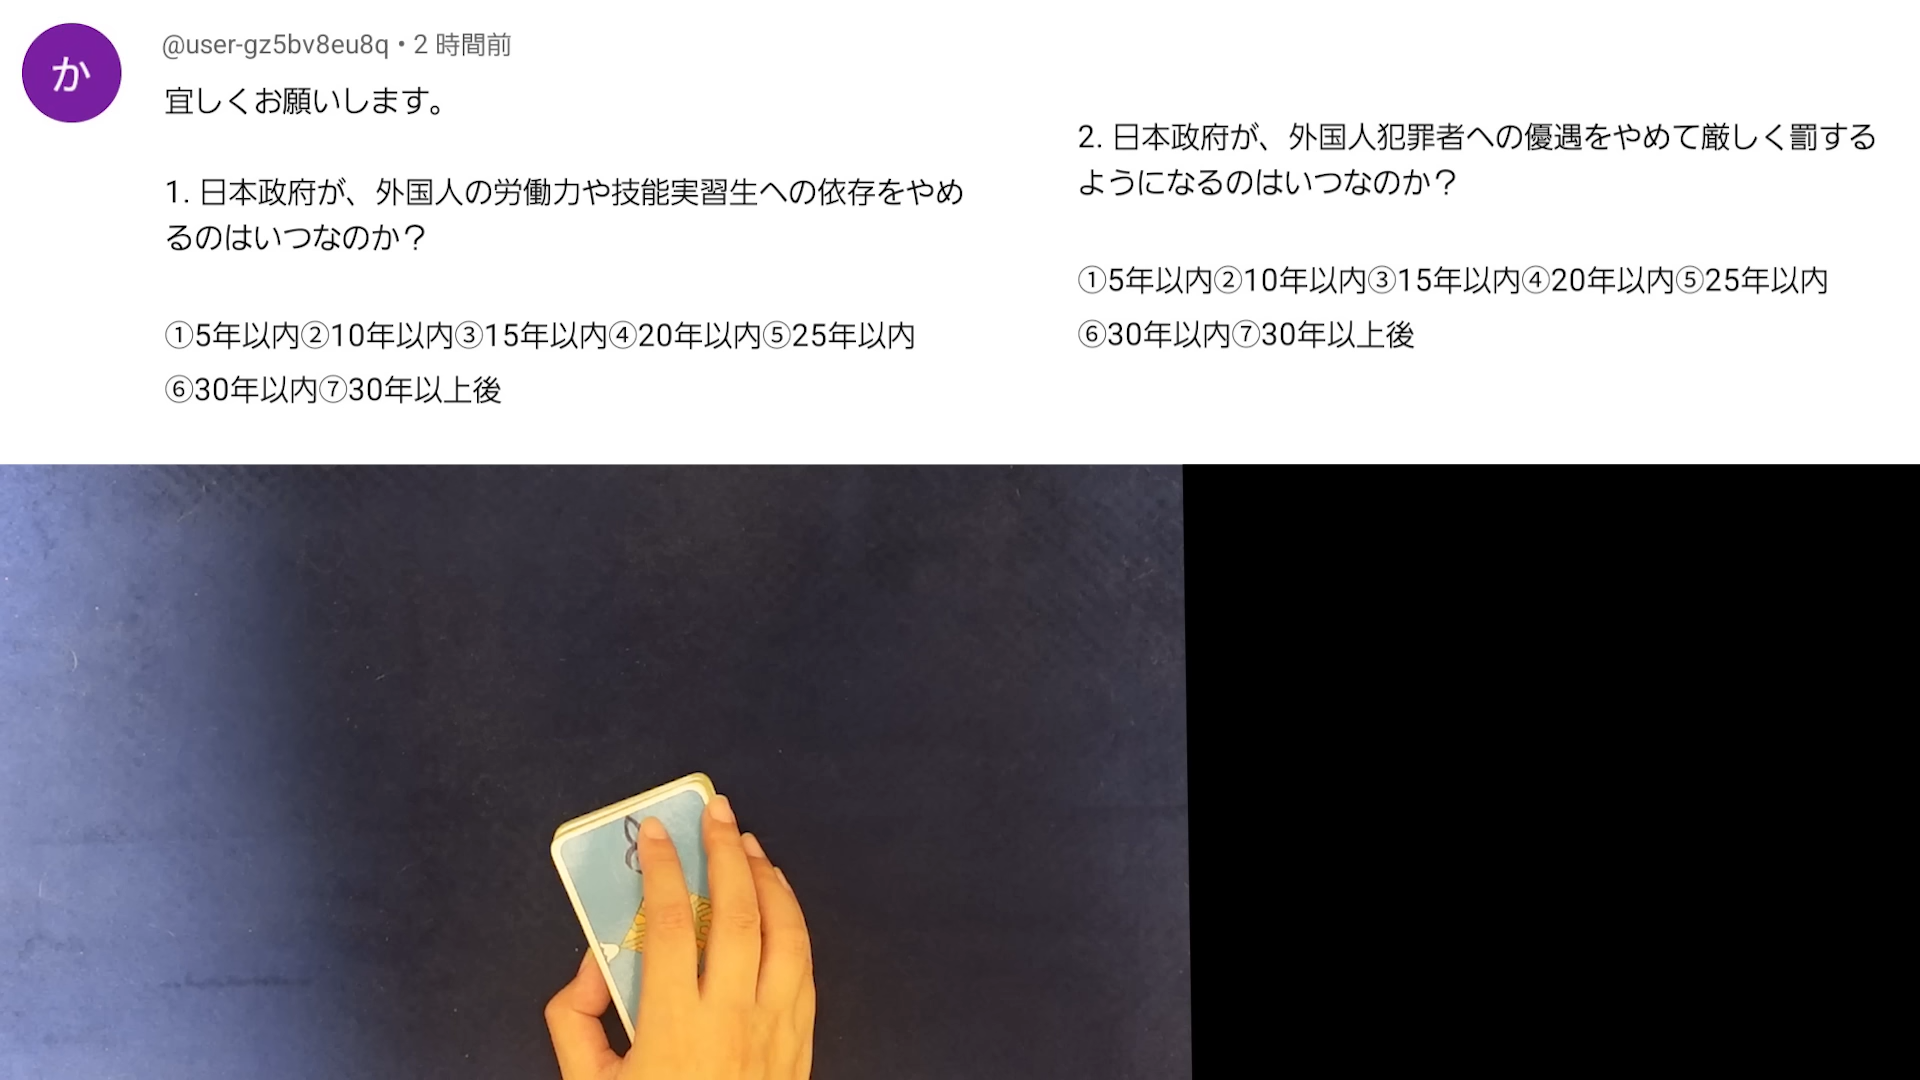 か
@user-gz5bv8eu8q・2 時間前
宜しくお願いします。
1. 日本政府が、外国人の労働力や技能実習生への依存をやめ
るのはいつなのか？
①5年以内②10年以内③15年以内④20年以内⑤25年以内
⑥30年以内⑦30年以上後
2. 日本政府が、外国人犯罪者への優遇をやめて厳しく罰する
ようになるのはいつなのか？
①5年以内②10年以内③15年以内④20年以内⑤25年以内
⑥30年以内⑦30年以上後